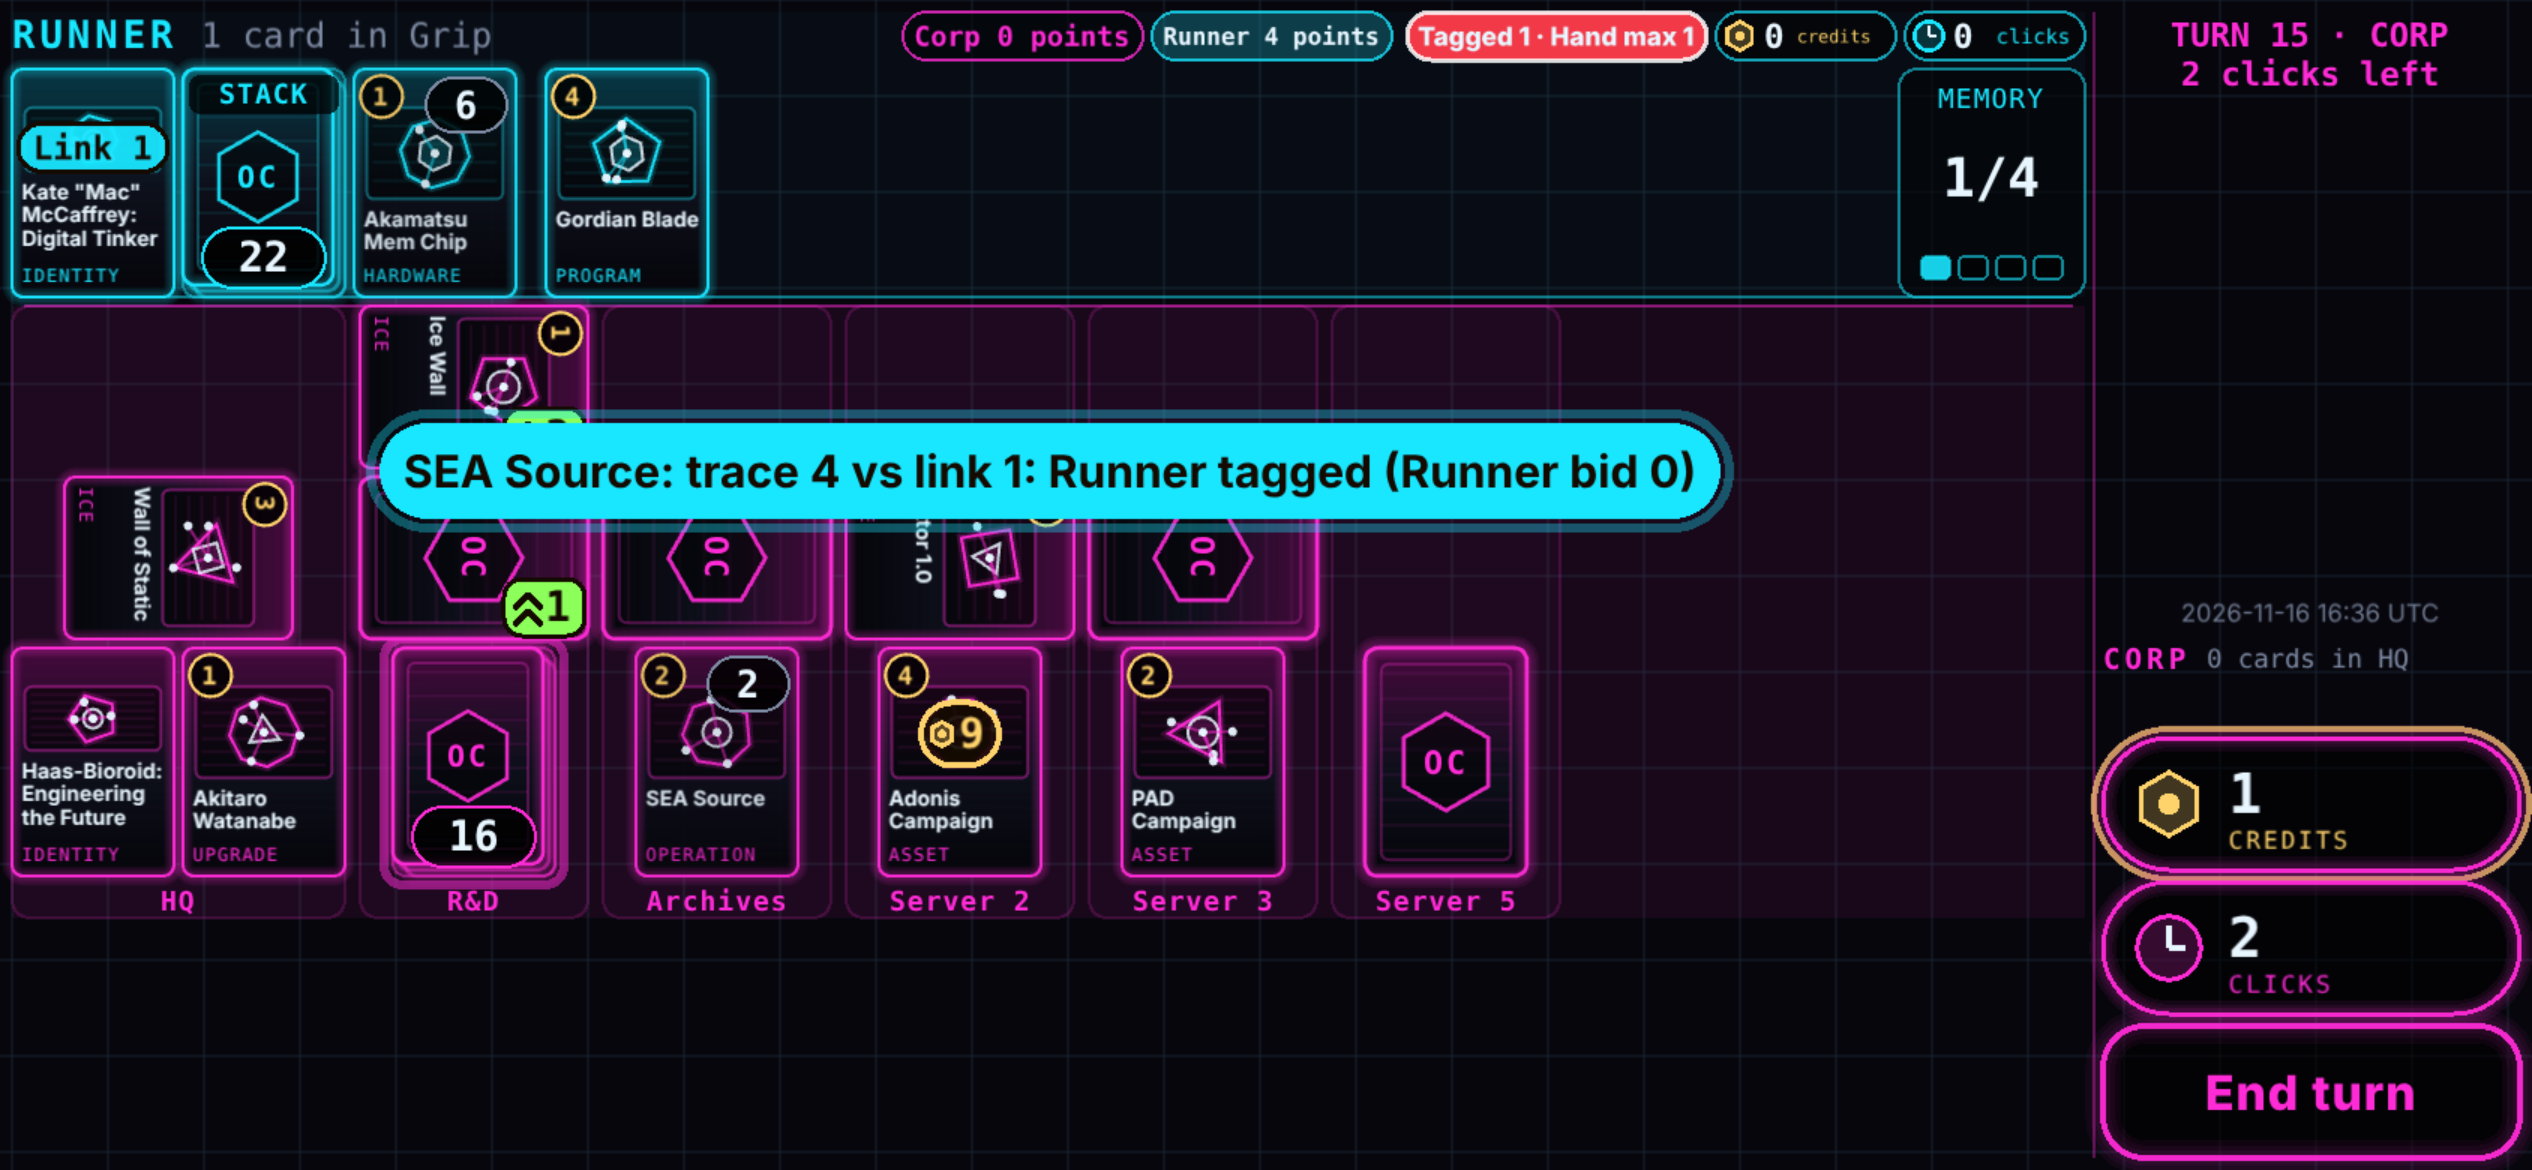 RUNNER 1 card in Grip
Corp 0 points
Runner 4 points
Tagged 1 · Hand max 1
0 credits
0 clicks
TURN 15 · CORP
2 clicks left
Link 1
Kate "Mac"
McCaffrey:
Digital Tinker
IDENTITY
STACK
OC
22
1
6
Akamatsu
Mem Chip
HARDWARE
4
Gordian Blade
PROGRAM
MEMORY
1/4
ICE
Ice Wall
1
SEA Source: trace 4 vs link 1: Runner tagged (Runner bid 0)
ICE
Wall of Static
3
OC
1
OC
tor 1.0
OC
Haas-Bioroid:
Engineering
the Future
IDENTITY
1
Akitaro
Watanabe
UPGRADE
HQ
OC
16
R&D
2
2
SEA Source
OPERATION
Archives
4
9
Adonis
Campaign
ASSET
Server 2
2
PAD
Campaign
ASSET
Server 3
OC
Server 5
2026-11-16 16:36 UTC
CORP 0 cards in HQ
1
CREDITS
2
CLICKS
End turn